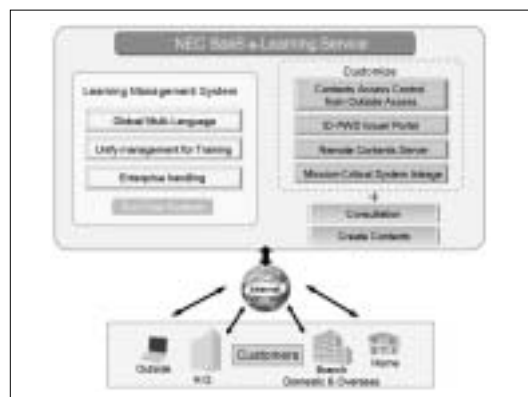 NEC SaaS e-Learning Service
Learning Management System
Global Multi-Language
Unify management for Training
Enterprise handling
Customize
Contents Access Control
from Outside Access
ID-PWD Issuer Portal
Remote Contents Server
Mission Critical System linkage
+
Consultation
Create Contents
Internet
Customers
Outside
H.Q.
Branch
Home
Domestic & Overseas